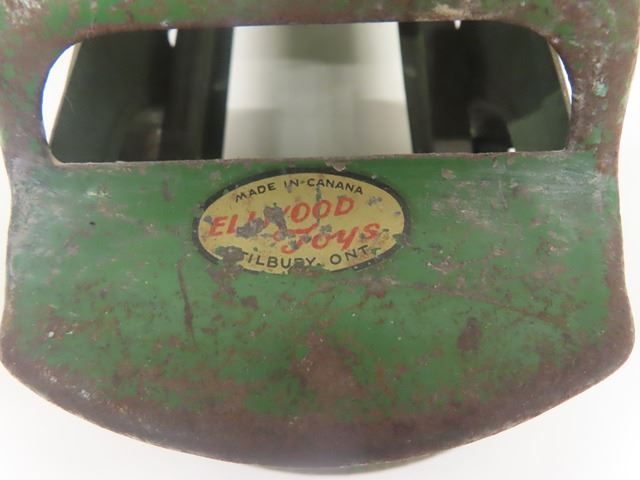 MADE IN CANANA
ELLWOOD
Toys
TILBURY, ONT.